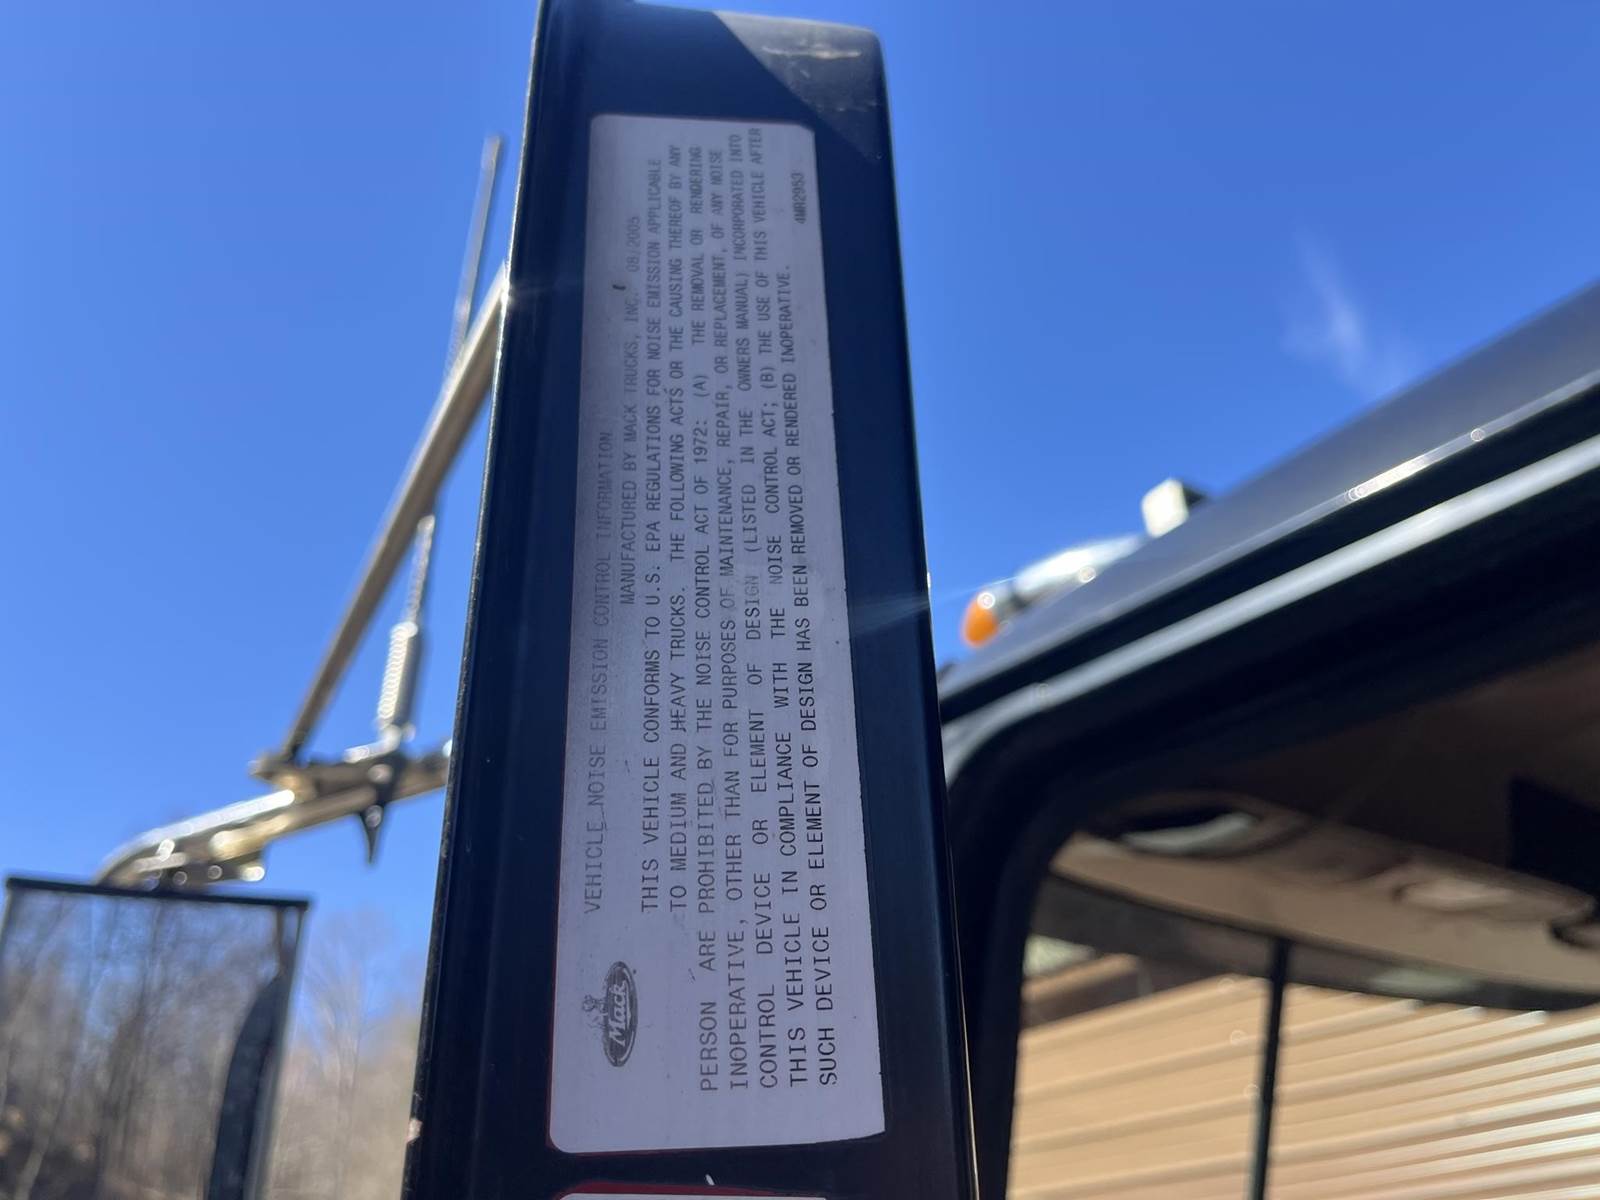 VEHICLE NOISE EMISSION CONTROL INFORMATION
MANUFACTURED BY MACK TRUCKS, INC. 08/2005
THIS VEHICLE CONFORMS TO U.S. EPA REGULATIONS FOR NOISE EMISSION APPLICABLE
TO MEDIUM AND HEAVY TRUCKS. THE FOLLOWING ACTS OR THE CAUSING THEREOF BY ANY
PERSON ARE PROHIBITED BY THE NOISE CONTROL ACT OF 1972: (A) THE REMOVAL OR RENDERING
INOPERATIVE, OTHER THAN FOR PURPOSES OF MAINTENANCE, REPAIR, OR REPLACEMENT, OF ANY NOISE
CONTROL DEVICE OR ELEMENT OF DESIGN (LISTED IN THE OWNERS MANUAL) INCORPORATED INTO
THIS VEHICLE IN COMPLIANCE WITH THE NOISE CONTROL ACT; (B) THE USE OF THIS VEHICLE AFTER
SUCH DEVICE OR ELEMENT OF DESIGN HAS BEEN REMOVED OR RENDERED INOPERATIVE.
4MR2953
Mack